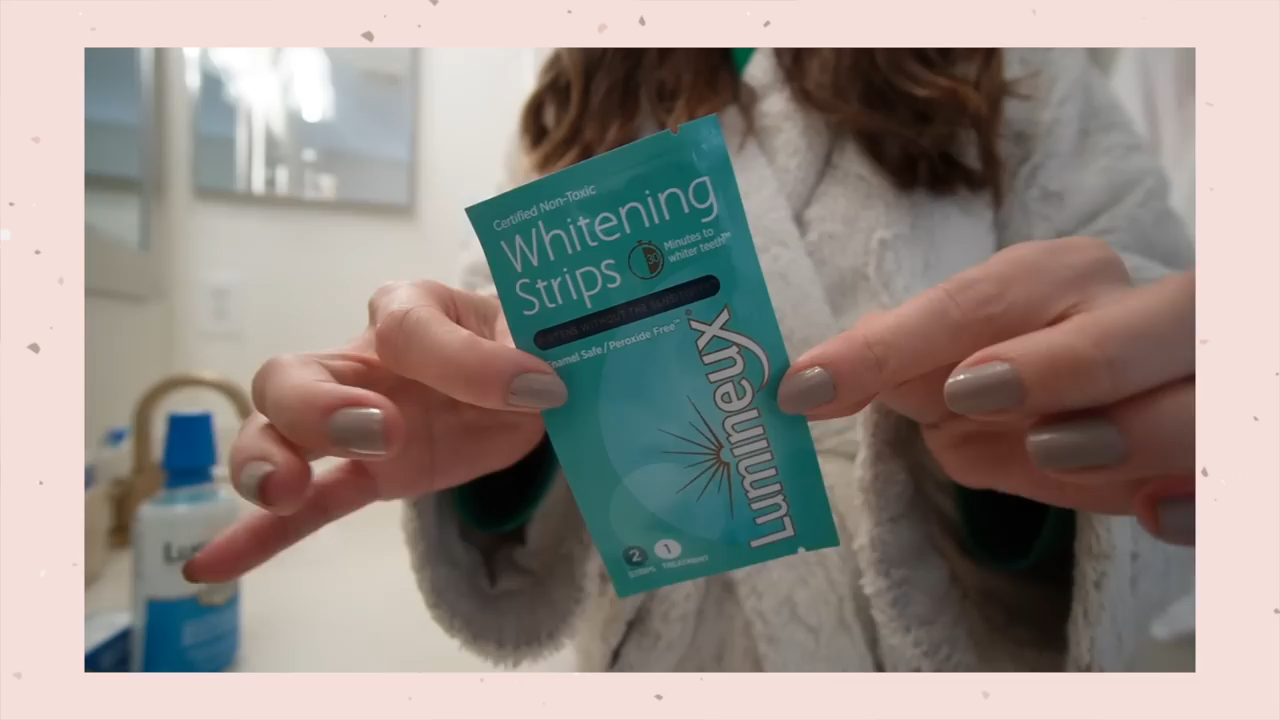 Certified Non-Toxic
Whitening
Strips
30
Minutes to
whiter teeth™
Enamel Safe / Peroxide Free™
Lumineux®
2
STRIPS
1
TREATMENT